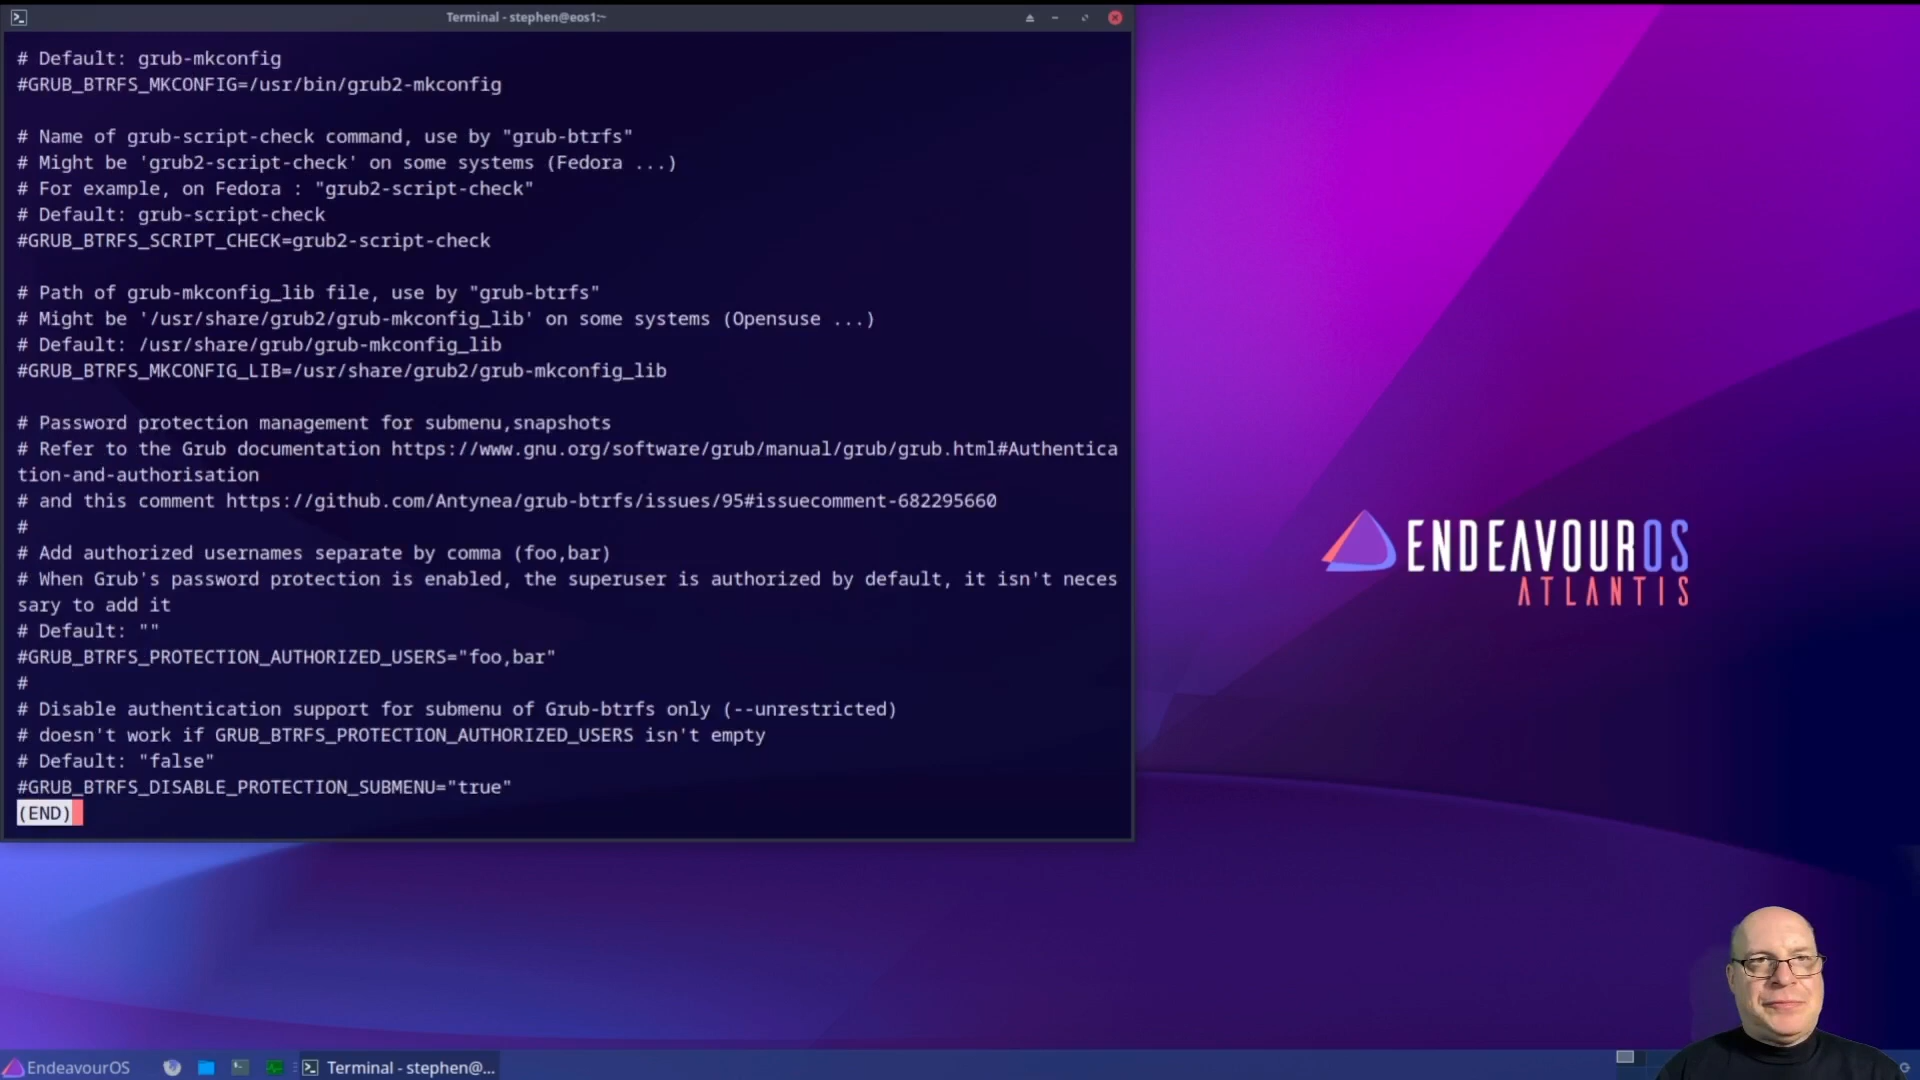 Terminal - stephen@eos1:~
# Default: grub-mkconfig
#GRUB_BTRFS_MKCONFIG=/usr/bin/grub2-mkconfig
# Name of grub-script-check command, use by "grub-btrfs"
# Might be 'grub2-script-check' on some systems (Fedora ...)
# For example, on Fedora : "grub2-script-check"
# Default: grub-script-check
#GRUB_BTRFS_SCRIPT_CHECK=grub2-script-check
# Path of grub-mkconfig_lib file, use by "grub-btrfs"
# Might be '/usr/share/grub2/grub-mkconfig_lib' on some systems (Opensuse ...)
# Default: /usr/share/grub/grub-mkconfig_lib
#GRUB_BTRFS_MKCONFIG_LIB=/usr/share/grub2/grub-mkconfig_lib
# Password protection management for submenu,snapshots
# Refer to the Grub documentation https://www.gnu.org/software/grub/manual/grub/grub.html#Authentica
tion-and-authorisation
# and this comment https://github.com/Antynea/grub-btrfs/issues/95#issuecomment-682295660
#
# Add authorized usernames separate by comma (foo,bar)
# When Grub's password protection is enabled, the superuser is authorized by default, it isn't neces
sary to add it
# Default: ""
#GRUB_BTRFS_PROTECTION_AUTHORIZED_USERS="foo,bar"
#
# Disable authentication support for submenu of Grub-btrfs only (--unrestricted)
# doesn't work if GRUB_BTRFS_PROTECTION_AUTHORIZED_USERS isn't empty
# Default: "false"
#GRUB_BTRFS_DISABLE_PROTECTION_SUBMENU="true"
(END)
ENDEAVOUROS
ATLANTIS
EndeavourOS
Terminal - stephen@...